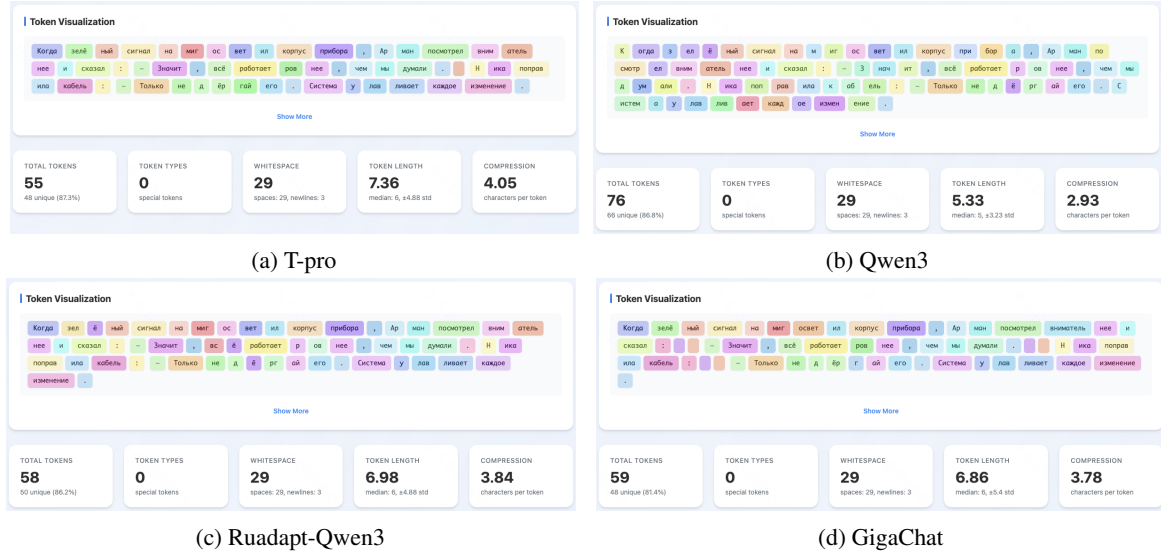 Token Visualization
Когда зелё ный сигнал на миг ос вет ил корпус прибора , Ар ман посмотрел вним атель
нее и сказал : — Значит , всё работает ров нее , чем мы думали . Н ика поправ
ила кабель : — Только не д ёр гай его . Система у лав ливает каждое изменение .
Show More
TOTAL TOKENS
55
48 unique (87.3%)
TOKEN TYPES
0
special tokens
WHITESPACE
29
spaces: 29, newlines: 3
TOKEN LENGTH
7.36
median: 6, ±4.88 std
COMPRESSION
4.05
characters per token
(a) T-pro
Token Visualization
К огда з ел ё ный сигнал на м иг ос вет ил корпус при бор а , Ар ман по
смотр ел вним атель нее и сказал : — З нач ит , всё работает р ов нее , чем мы
д ум али . Н ика поп рав ила к аб ель : — Только не д ё рг ай его . С
истем а у лав лив ает кажд ое измен ение .
Show More
TOTAL TOKENS
76
66 unique (86.8%)
TOKEN TYPES
0
special tokens
WHITESPACE
29
spaces: 29, newlines: 3
TOKEN LENGTH
5.33
median: 5, ±3.23 std
COMPRESSION
2.93
characters per token
(b) Qwen3
Token Visualization
Когда зел ё ный сигнал на миг ос вет ил корпус прибора , Ар ман посмотрел вним атель
нее и сказал : — Значит , вс ё работает р ов нее , чем мы думали . Н ика
поправ ила кабель : — Только не д ё рг ай его . Система у лав ливает каждое
изменение .
Show More
TOTAL TOKENS
58
50 unique (86.2%)
TOKEN TYPES
0
special tokens
WHITESPACE
29
spaces: 29, newlines: 3
TOKEN LENGTH
6.98
median: 6, ±4.88 std
COMPRESSION
3.84
characters per token
(c) Ruadapt-Qwen3
Token Visualization
Когда зелё ный сигнал на миг освет ил корпус прибора , Ар ман посмотрел вниматель нее и
сказал : — Значит , всё работает ров нее , чем мы думали . Н ика поправ
ила кабель : — Только не д ёр г ай его . Система у лав ливает каждое изменение
.
Show More
TOTAL TOKENS
59
48 unique (81.4%)
TOKEN TYPES
0
special tokens
WHITESPACE
29
spaces: 29, newlines: 3
TOKEN LENGTH
6.86
median: 6, ±5.4 std
COMPRESSION
3.78
characters per token
(d) GigaChat